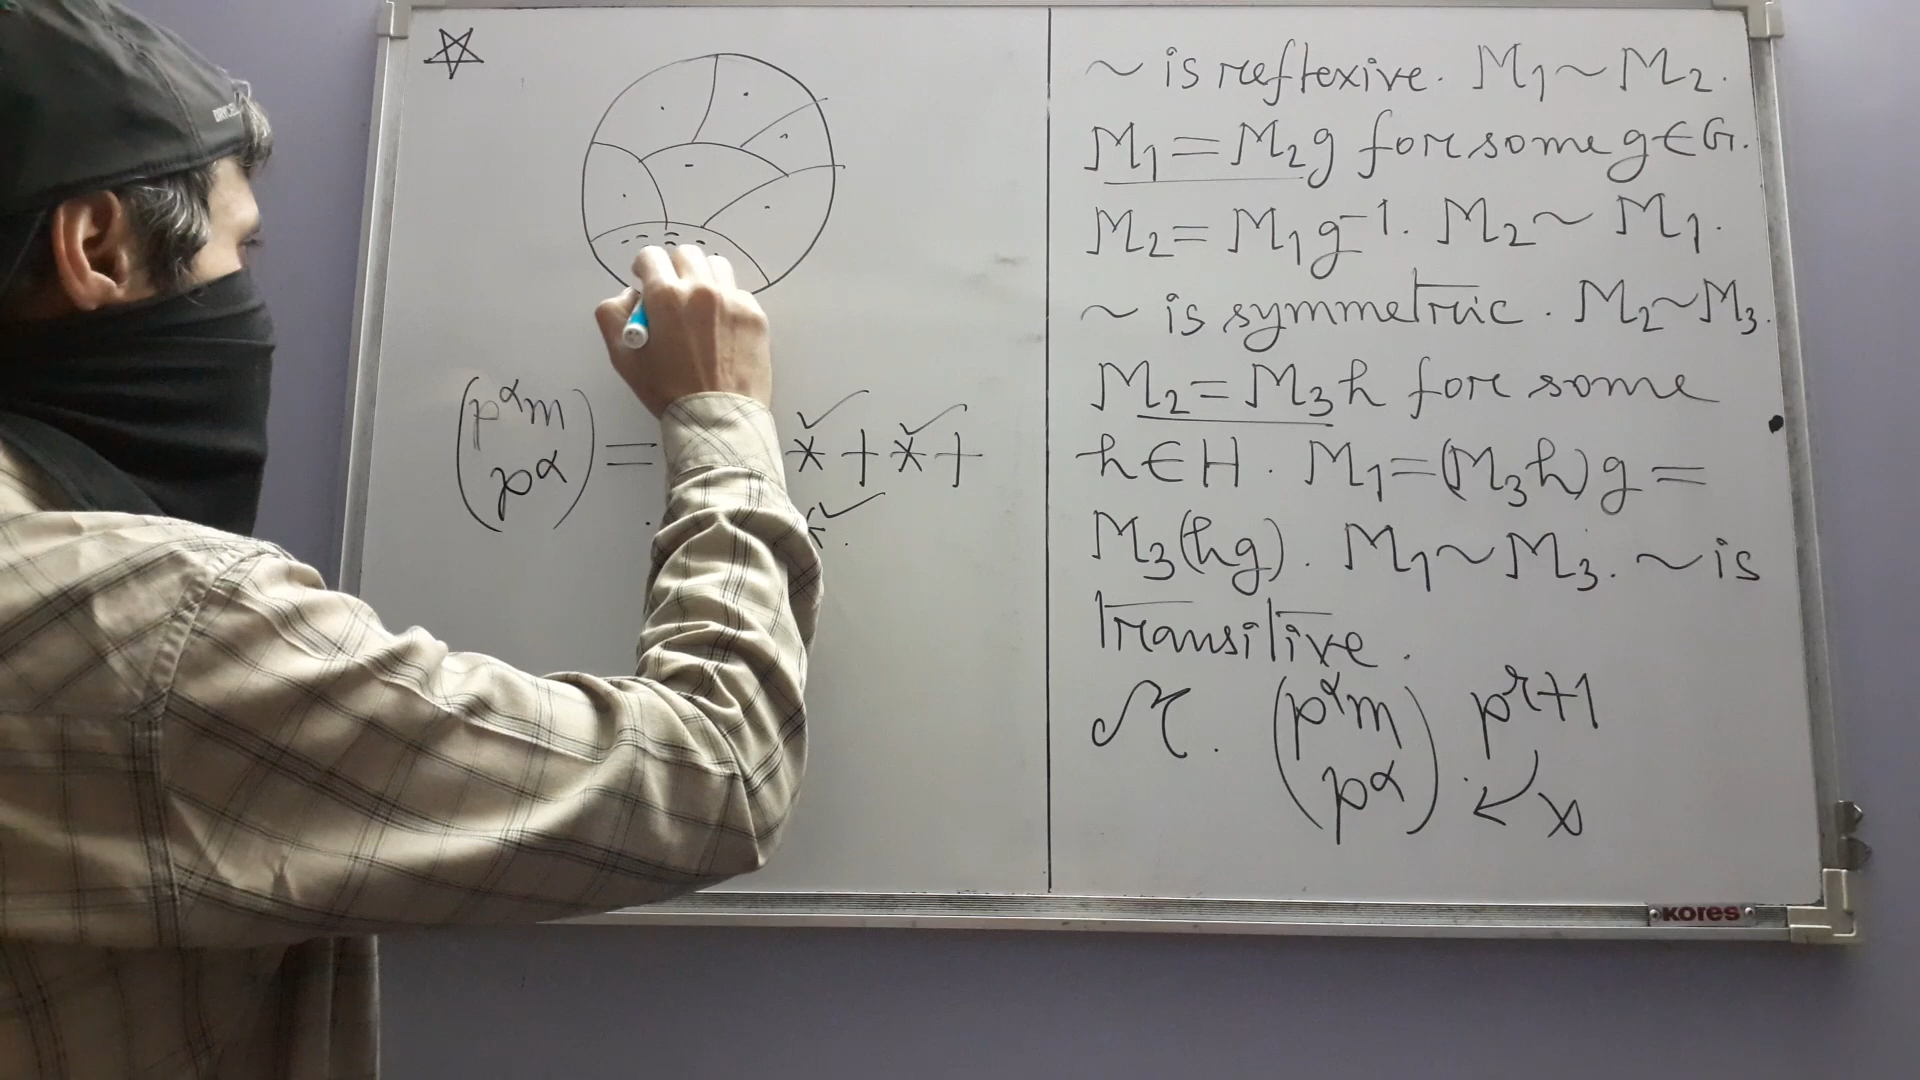 (p^α m / p^α) = * + * +
*.
~ is reflexive. M₁ ~ M₂.
M₁ = M₂g for some g ∈ G.
M₂ = M₁g⁻¹. M₂ ~ M₁.
~ is symmetric. M₂ ~ M₃.
M₂ = M₃h for some
h ∈ H. M₁ = (M₃h)g =
M₃(hg). M₁ ~ M₃. ~ is
transitive.
ℳ. (p^α m / p^α) p^r+1
kores